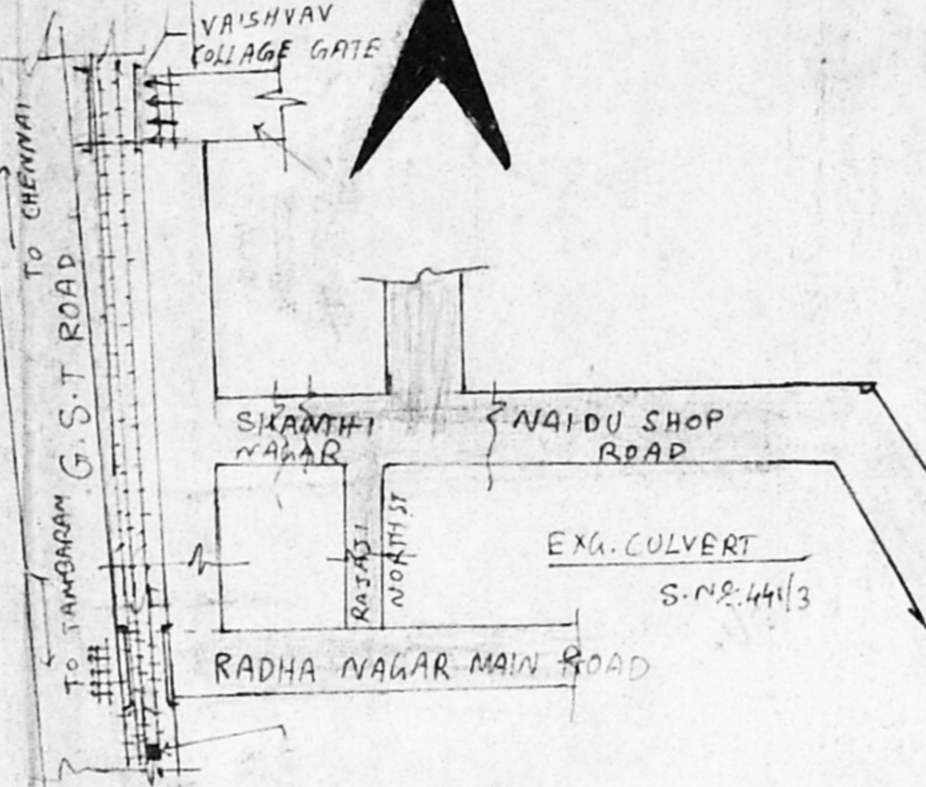 VAISHVAV
COLLAGE GATE
TO CHENNAI
G.S.T ROAD
TO TAMBARAM
SHANTHI
NAGAR
NAIDU SHOP
ROAD
RAJAJI
NORTH ST
EXG. CULVERT
S.No.441/3
RADHA NAGAR MAIN ROAD